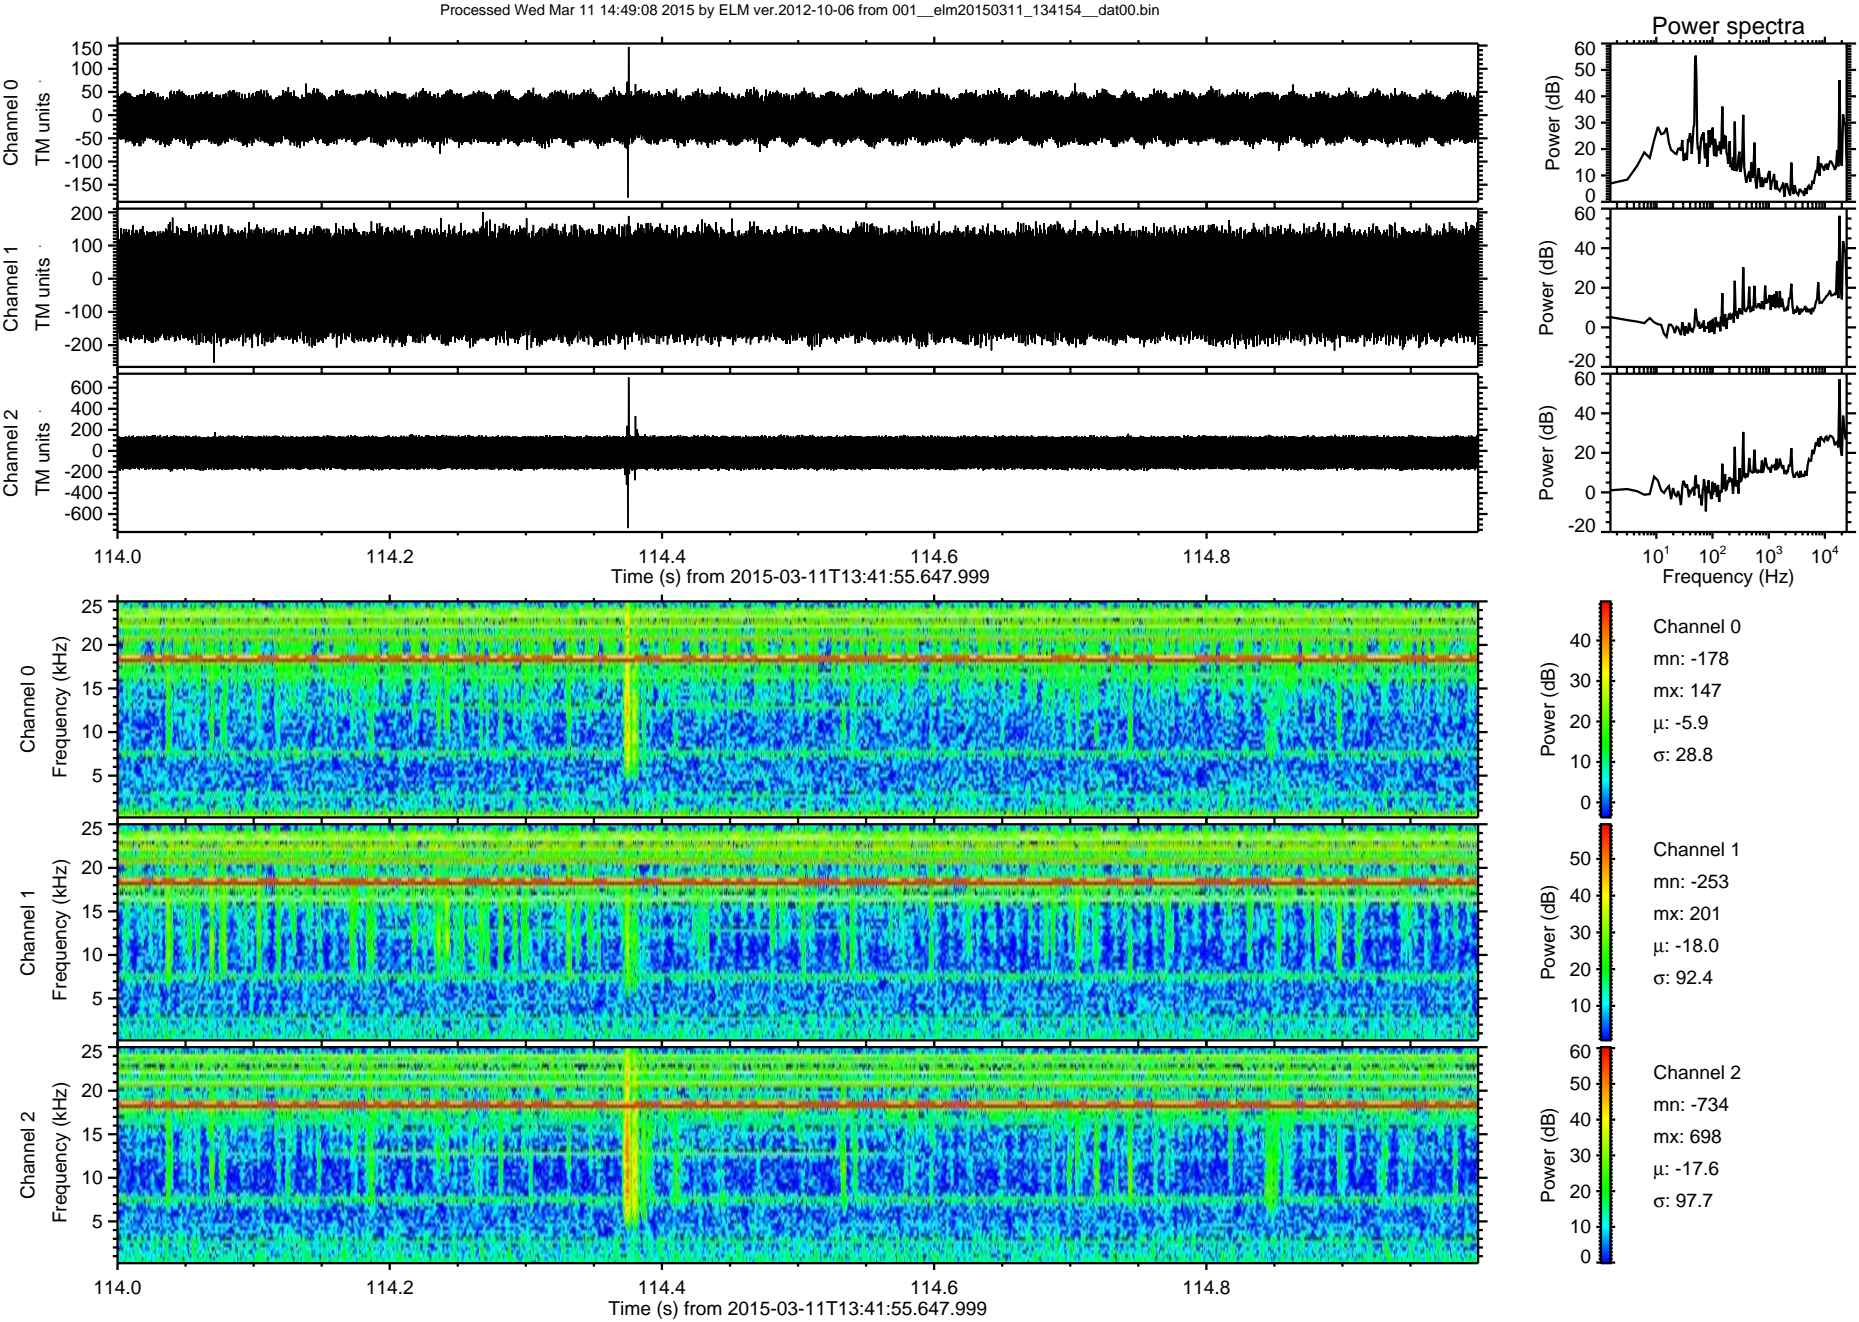 Processed Wed Mar 11 14:49:08 2015 by ELM ver.2012-10-06 from 001__elm20150311_134154__dat00.bin
Power spectra
Channel 0
TM units
150
100
50
0
-50
-100
-150
Power (dB)
60
50
40
30
20
10
0
Channel 1
TM units
200
100
0
-100
-200
Power (dB)
60
40
20
0
-20
Channel 2
TM units
600
400
200
0
-200
-400
-600
Power (dB)
60
40
20
0
-20
114.0 114.2 114.4 114.6 114.8
Time (s) from 2015-03-11T13:41:55.647.999
10¹ 10² 10³ 10⁴
Frequency (Hz)
Channel 0
Frequency (kHz)
25
20
15
10
5
Power (dB)
40
30
20
10
0
Channel 0
mn: -178
mx: 147
μ: -5.9
σ: 28.8
Channel 1
Frequency (kHz)
25
20
15
10
5
Power (dB)
50
40
30
20
10
Channel 1
mn: -253
mx: 201
μ: -18.0
σ: 92.4
Channel 2
Frequency (kHz)
25
20
15
10
5
Power (dB)
60
50
40
30
20
10
0
Channel 2
mn: -734
mx: 698
μ: -17.6
σ: 97.7
114.0 114.2 114.4 114.6 114.8
Time (s) from 2015-03-11T13:41:55.647.999